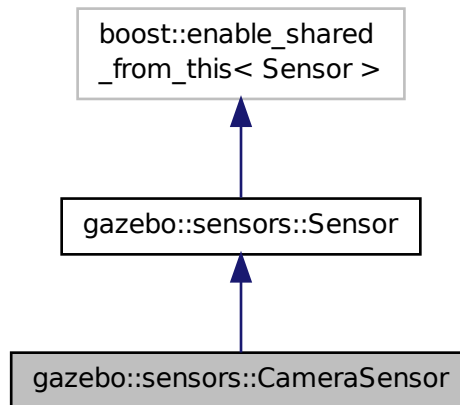 boost::enable_shared
_from_this< Sensor >
gazebo::sensors::Sensor
gazebo::sensors::CameraSensor